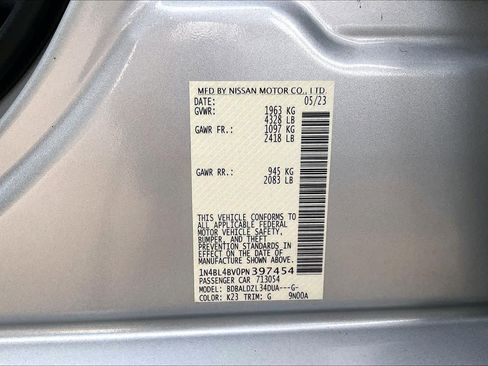 MFD BY NISSAN MOTOR CO., LTD.
DATE: 05/23
GVWR: 1963 KG
4328 LB
GAWR FR.: 1097 KG
2418 LB
GAWR RR.: 945 KG
2083 LB
THIS VEHICLE CONFORMS TO
ALL APPLICABLE FEDERAL
MOTOR VEHICLE SAFETY,
BUMPER, AND THEFT
PREVENTION STANDARDS IN
EFFECT ON THE DATE OF
MANUFACTURE SHOWN ABOVE.
1N4BL4BV0PN397454
PASSENGER CAR 713054
MODEL: BDBALDZL34DUA---G-
COLOR: K23 TRIM: G 9N00A